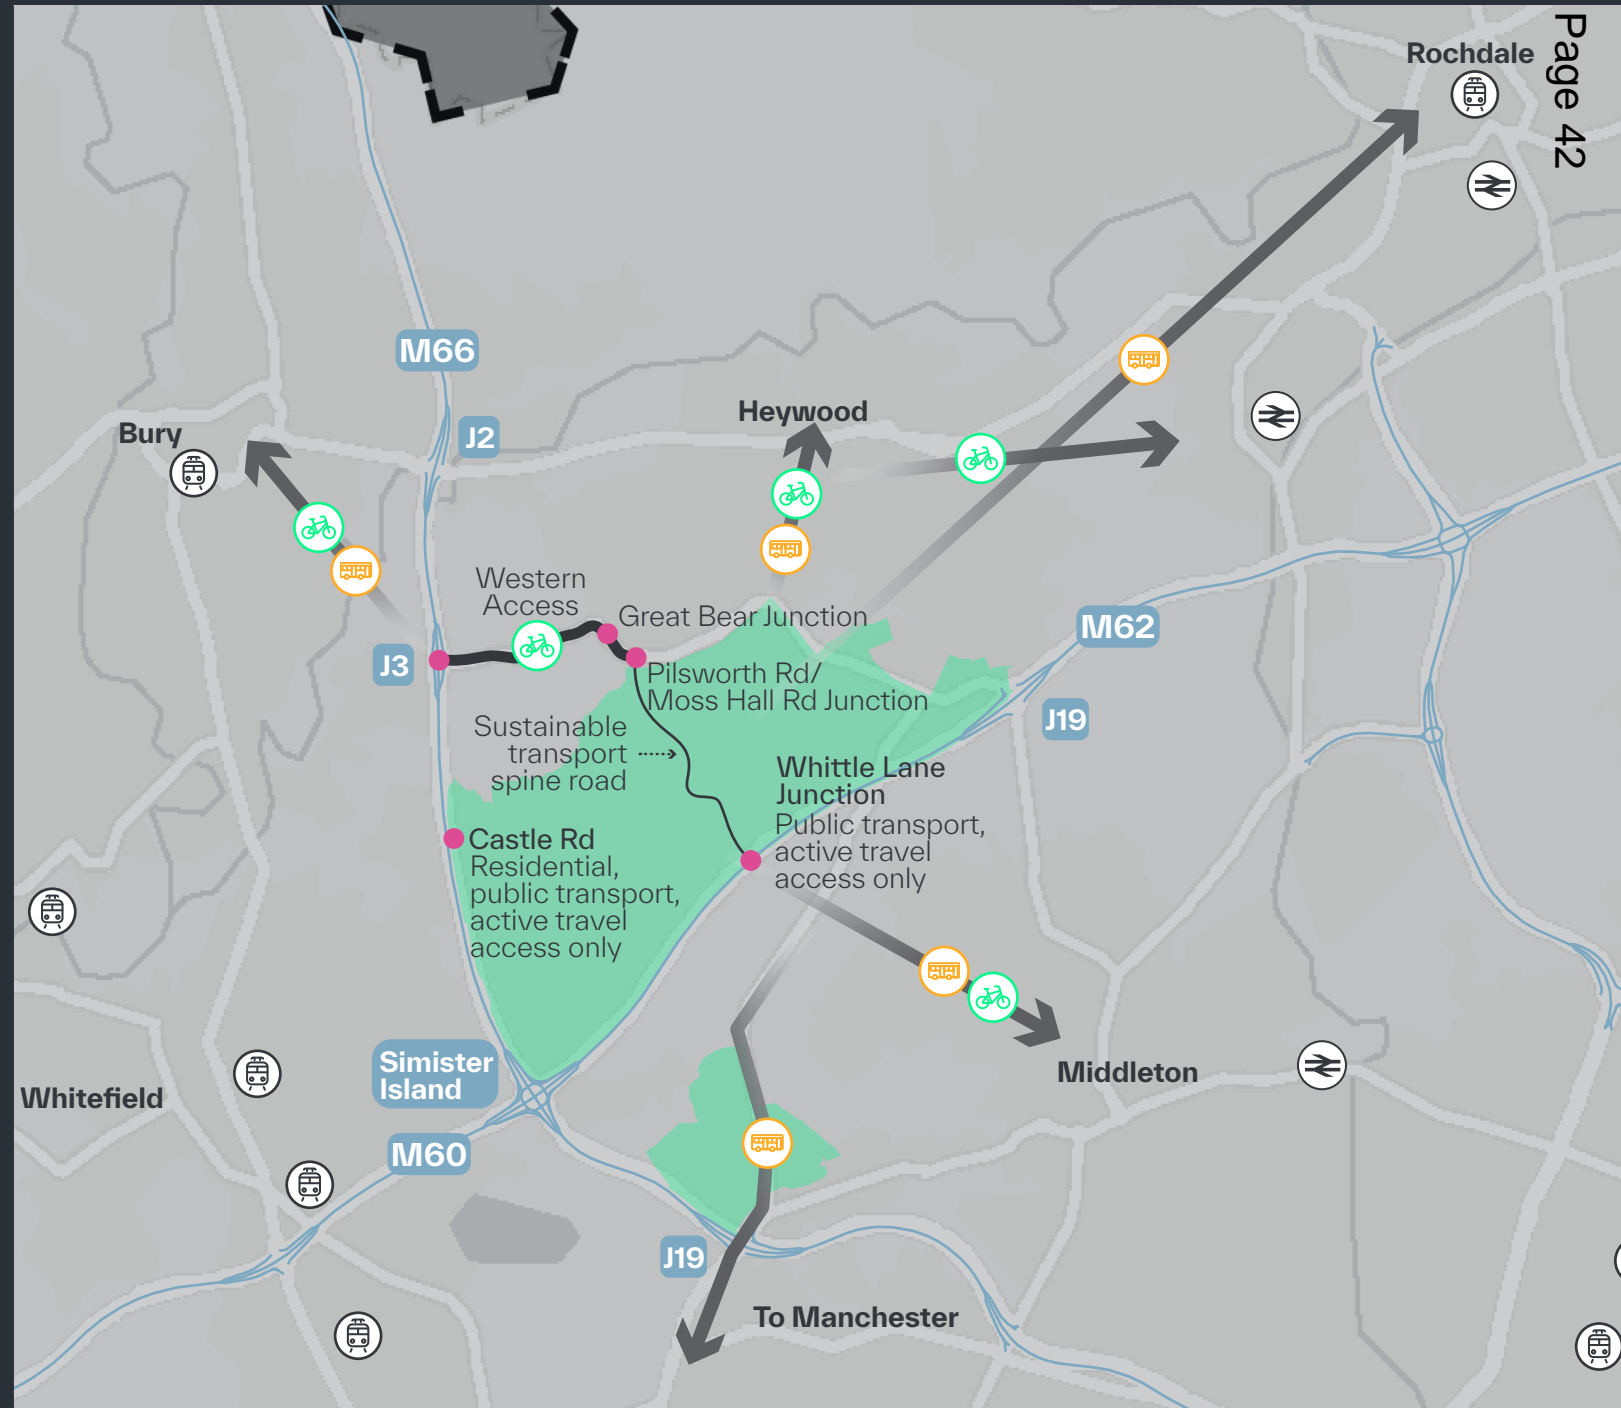 Page 42
Rochdale
M66
Heywood
Bury
J2
Western
Access
Great Bear Junction
M62
J3
Pilsworth Rd/
Moss Hall Rd Junction
J19
Sustainable
transport
spine road
Whittle Lane
Junction
Public transport,
active travel
access only
Castle Rd
Residential,
public transport,
active travel
access only
Simister
Island
Middleton
Whitefield
M60
J19
To Manchester